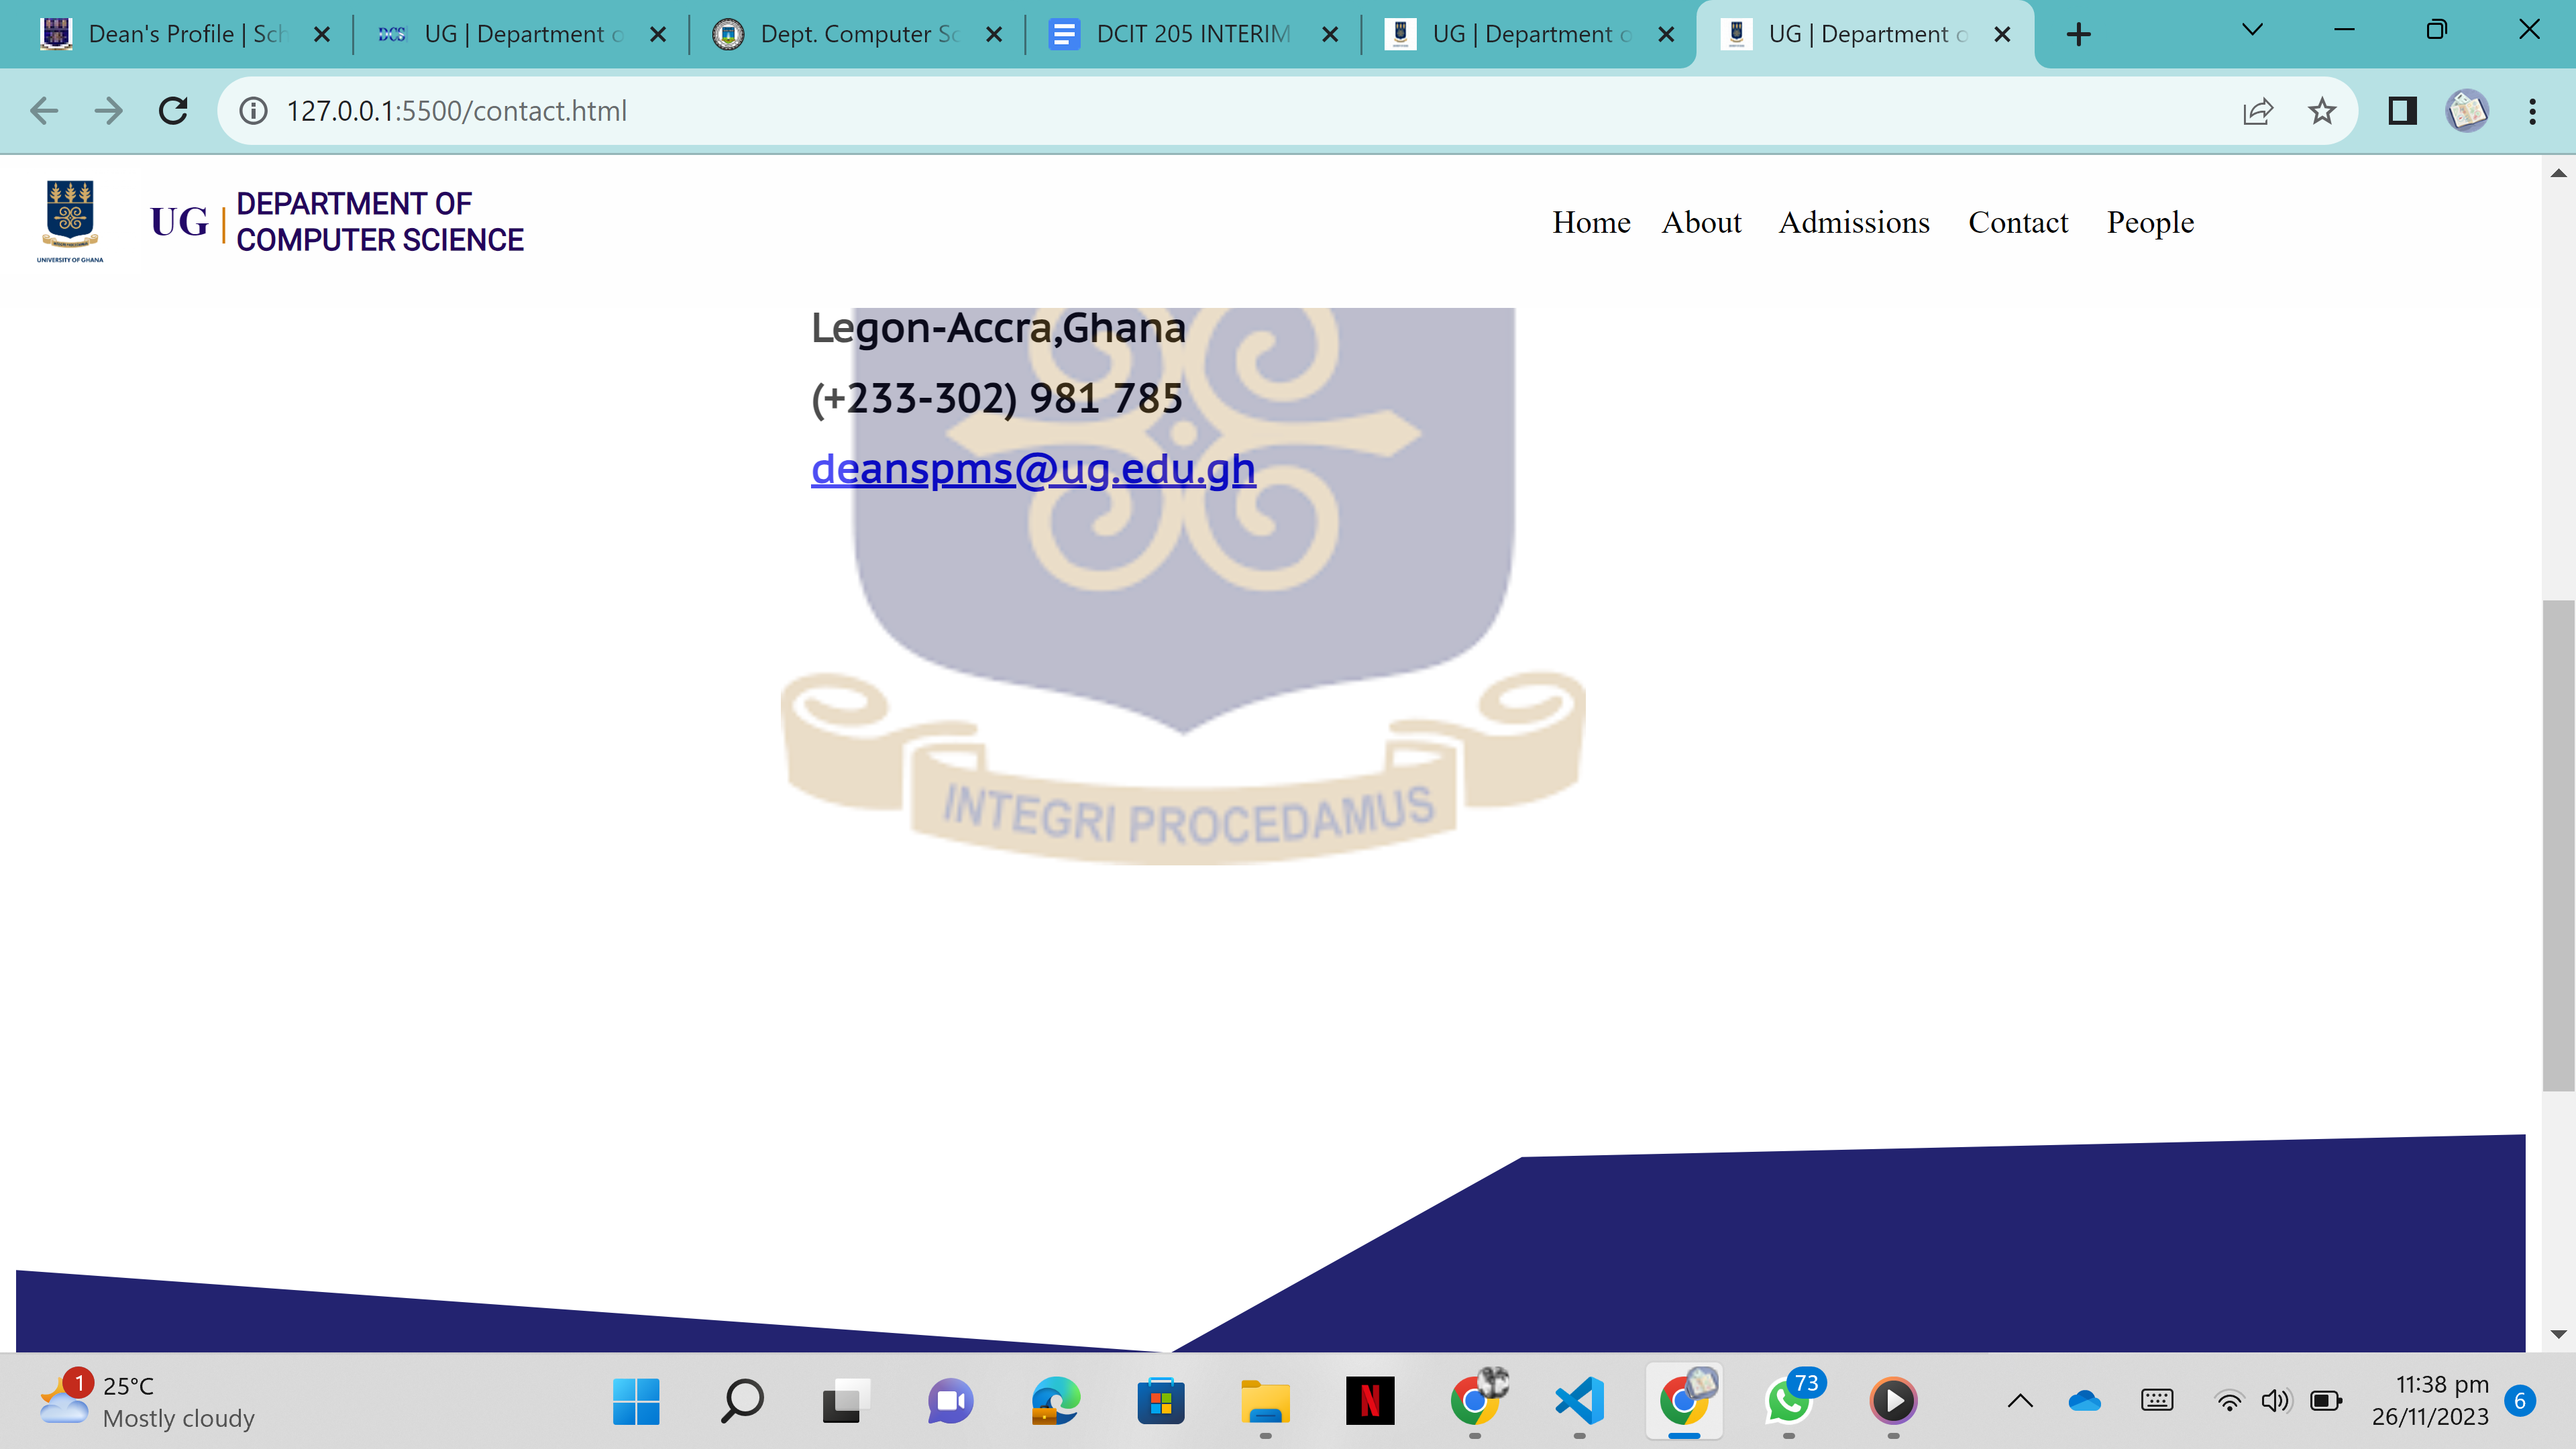 Dean's Profile | Sch
DCS
UG | Department o
Dept. Computer Sc
DCIT 205 INTERIM
UG | Department o
UG | Department o
127.0.0.1:5500/contact.html
UNIVERSITY OF GHANA
UG | DEPARTMENT OF
COMPUTER SCIENCE
Home About Admissions Contact People
Legon-Accra,Ghana
(+233-302) 981 785
deanspms@ug.edu.gh
INTEGRI PROCEDAMUS
1
25°C
Mostly cloudy
N
73
11:38 pm
26/11/2023
6